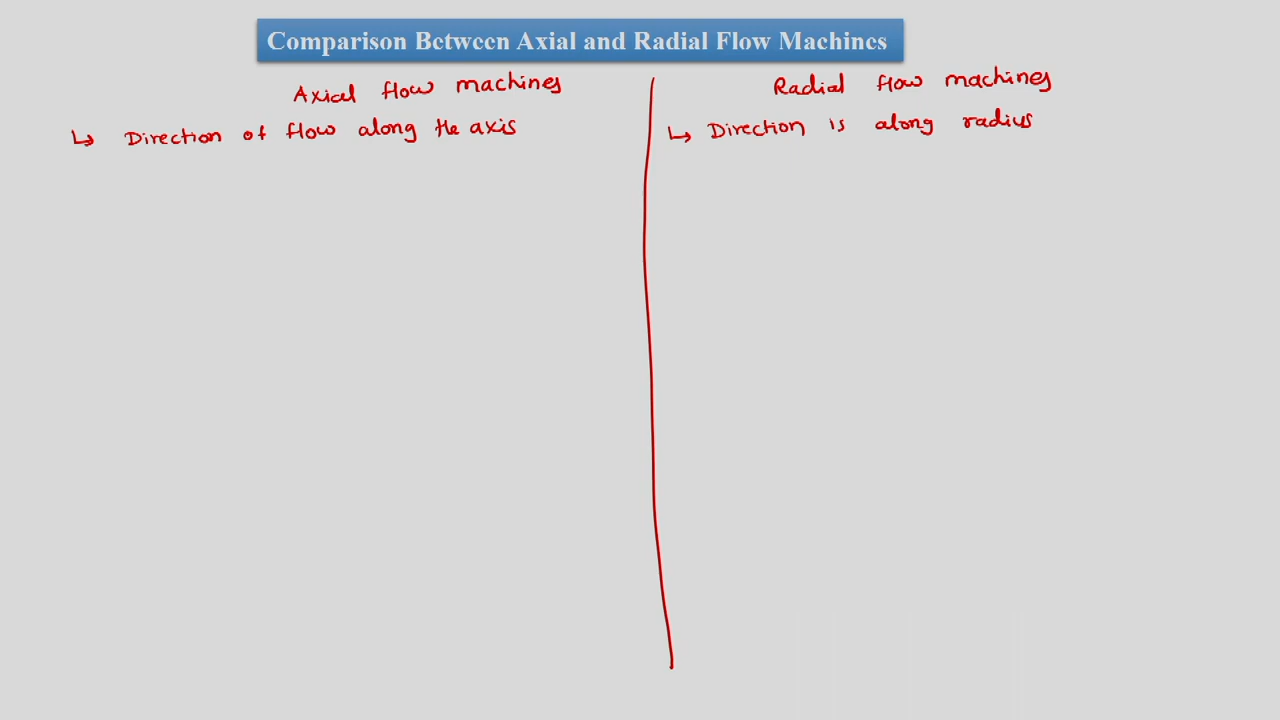 Comparison Between Axial and Radial Flow Machines
Axial flow machines
↳ Direction of flow along the axis
Radial flow machines
↳ Direction is along radius